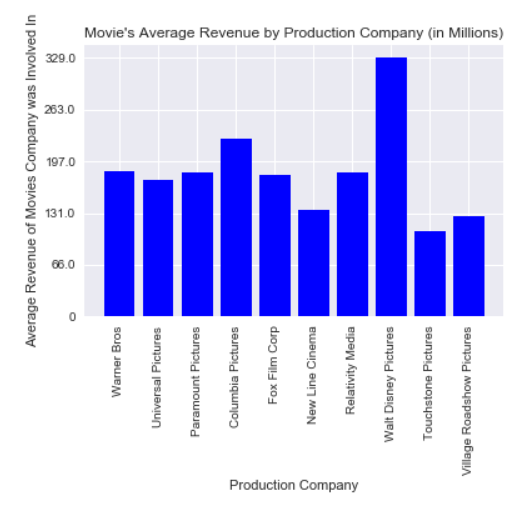 Movie's Average Revenue by Production Company (in Millions)
Average Revenue of Movies Company was Involved In
329.0
263.0
197.0
131.0
66.0
0
Warner Bros
Universal Pictures
Paramount Pictures
Columbia Pictures
Fox Film Corp
New Line Cinema
Relativity Media
Walt Disney Pictures
Touchstone Pictures
Village Roadshow Pictures
Production Company